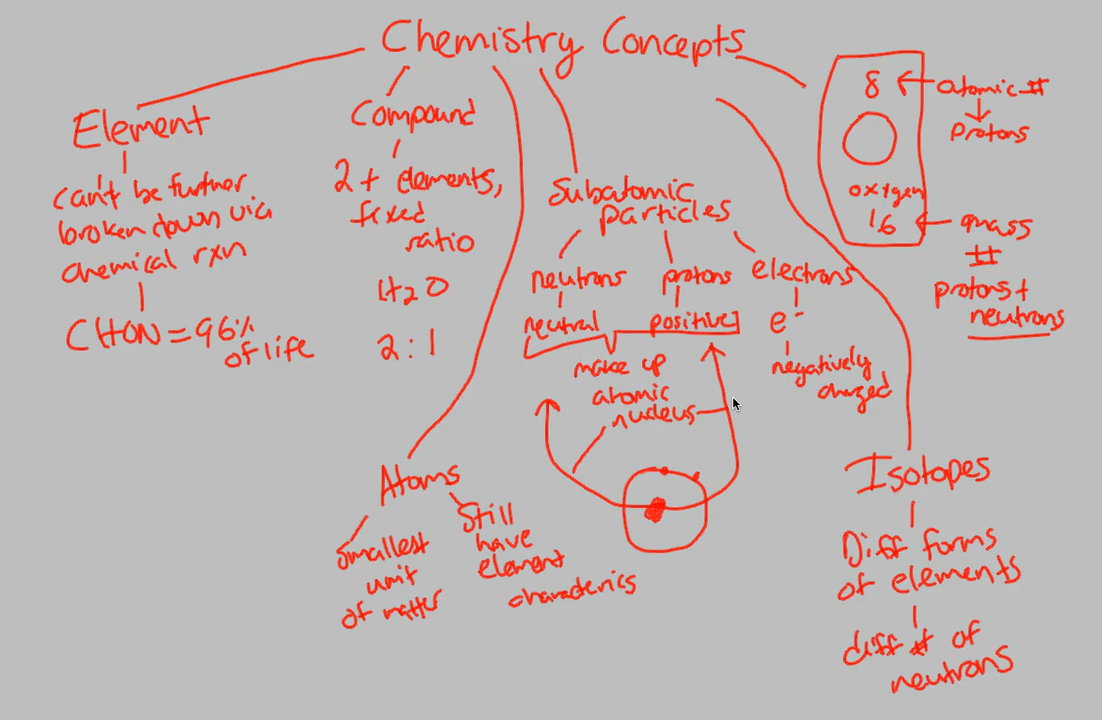 Chemistry Concepts
Element
can't be further
broken down via
chemical rxn
CHON = 96%
of life
Compound
2+ elements,
fixed
ratio
H2O
2:1
Atoms
Smallest
unit
of matter
Still
have
element
characterics
Subatomic
particles
neutrons
neutral
protons
positive
electrons
e-
negatively
charged
make up
atomic
nucleus
8
atomic #
protons
oxygen
16
mass
#
protons +
neutrons
Isotopes
Diff forms
of elements
diff # of
neutrons